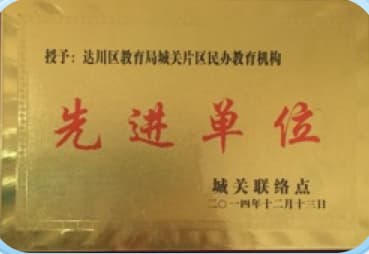 授予：达川区教育局城关片区民办教育机构
先进单位
城关联络点
二〇一四年十二月十三日